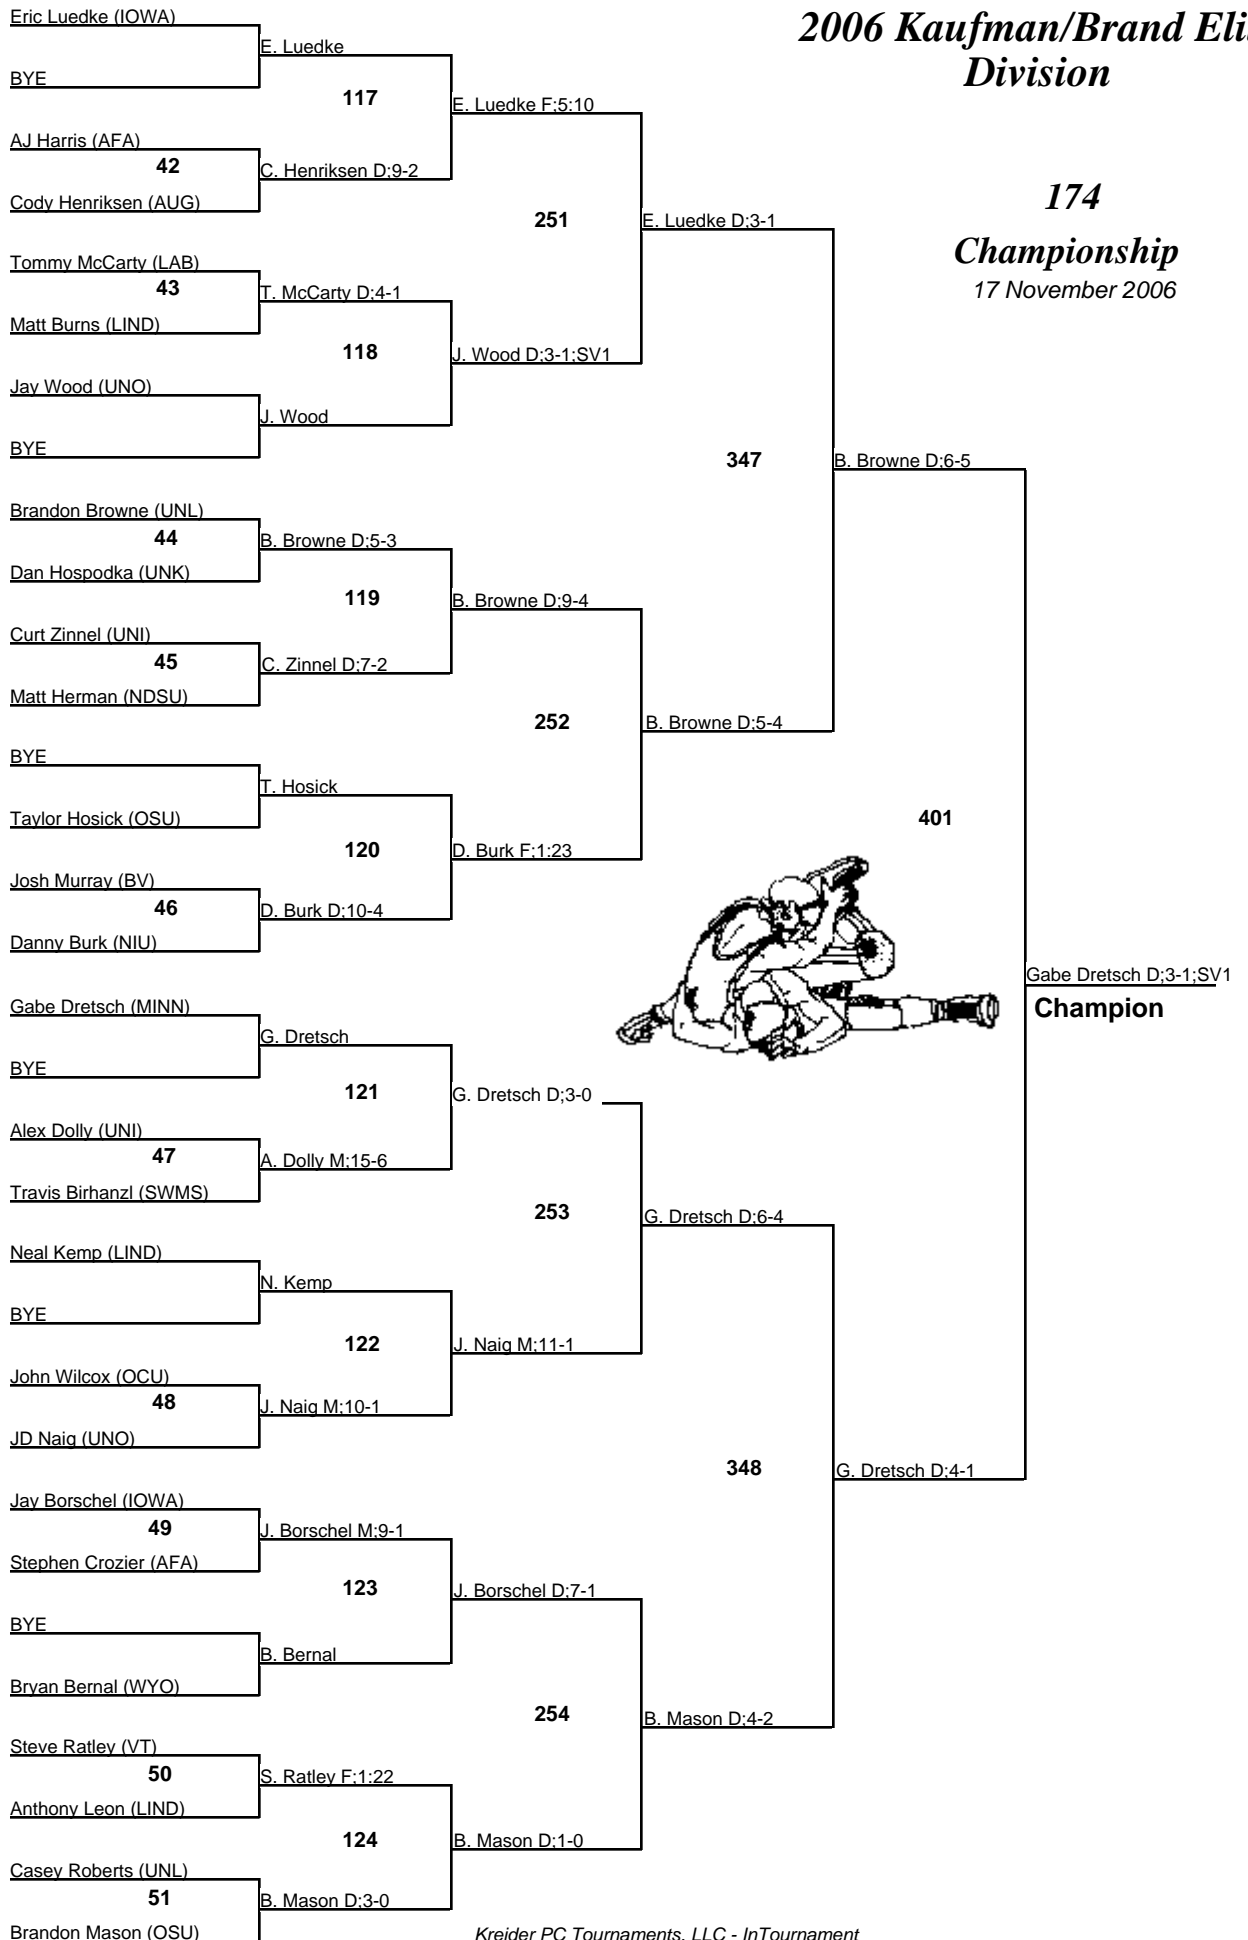 2006 Kaufman/Brand Eli
Division
174
Championship
17 November 2006
Eric Luedke (IOWA)
E. Luedke
BYE
117
E. Luedke F;5:10
AJ Harris (AFA)
42
C. Henriksen D;9-2
Cody Henriksen (AUG)
251
E. Luedke D;3-1
Tommy McCarty (LAB)
43
T. McCarty D;4-1
Matt Burns (LIND)
118
J. Wood D;3-1;SV1
Jay Wood (UNO)
J. Wood
BYE
347
B. Browne D;6-5
Brandon Browne (UNL)
44
B. Browne D;5-3
Dan Hospodka (UNK)
119
B. Browne D;9-4
Curt Zinnel (UNI)
45
C. Zinnel D;7-2
Matt Herman (NDSU)
252
B. Browne D;5-4
BYE
T. Hosick
Taylor Hosick (OSU)
401
120
D. Burk F;1:23
Josh Murray (BV)
46
D. Burk D;10-4
Danny Burk (NIU)
Gabe Dretsch D;3-1;SV1
Champion
Gabe Dretsch (MINN)
G. Dretsch
BYE
121
G. Dretsch D;3-0
Alex Dolly (UNI)
47
A. Dolly M;15-6
Travis Birhanzl (SWMS)
253
G. Dretsch D;6-4
Neal Kemp (LIND)
N. Kemp
BYE
122
J. Naig M;11-1
John Wilcox (OCU)
48
J. Naig M;10-1
JD Naig (UNO)
348
G. Dretsch D;4-1
Jay Borschel (IOWA)
49
J. Borschel M;9-1
Stephen Crozier (AFA)
123
J. Borschel D;7-1
BYE
B. Bernal
Bryan Bernal (WYO)
254
B. Mason D;4-2
Steve Ratley (VT)
50
S. Ratley F;1:22
Anthony Leon (LIND)
124
B. Mason D;1-0
Casey Roberts (UNL)
51
B. Mason D;3-0
Brandon Mason (OSU)
Kreider PC Tournaments, LLC - InTournament